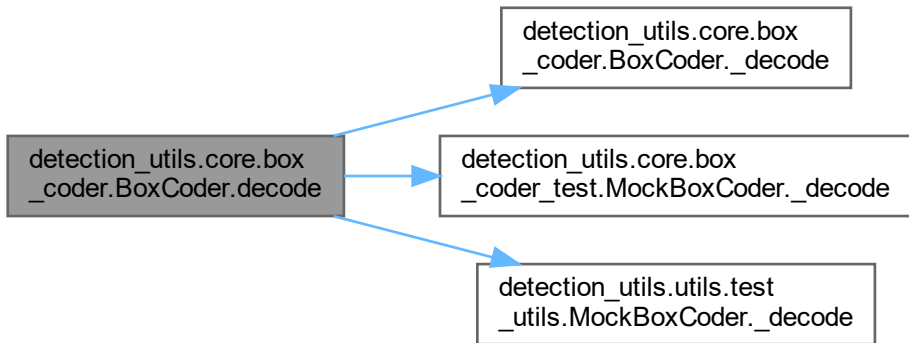 detection_utils.core.box
_coder.BoxCoder.decode
detection_utils.core.box
_coder.BoxCoder._decode
detection_utils.core.box
_coder_test.MockBoxCoder._decode
detection_utils.utils.test
_utils.MockBoxCoder._decode